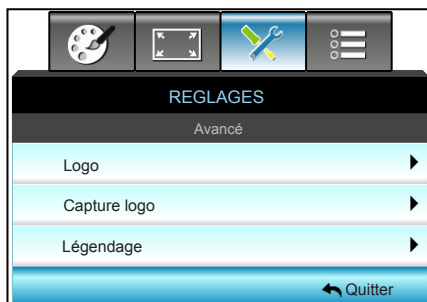 REGLAGES
Avancé
Logo
Capture logo
Légendage
Quitter